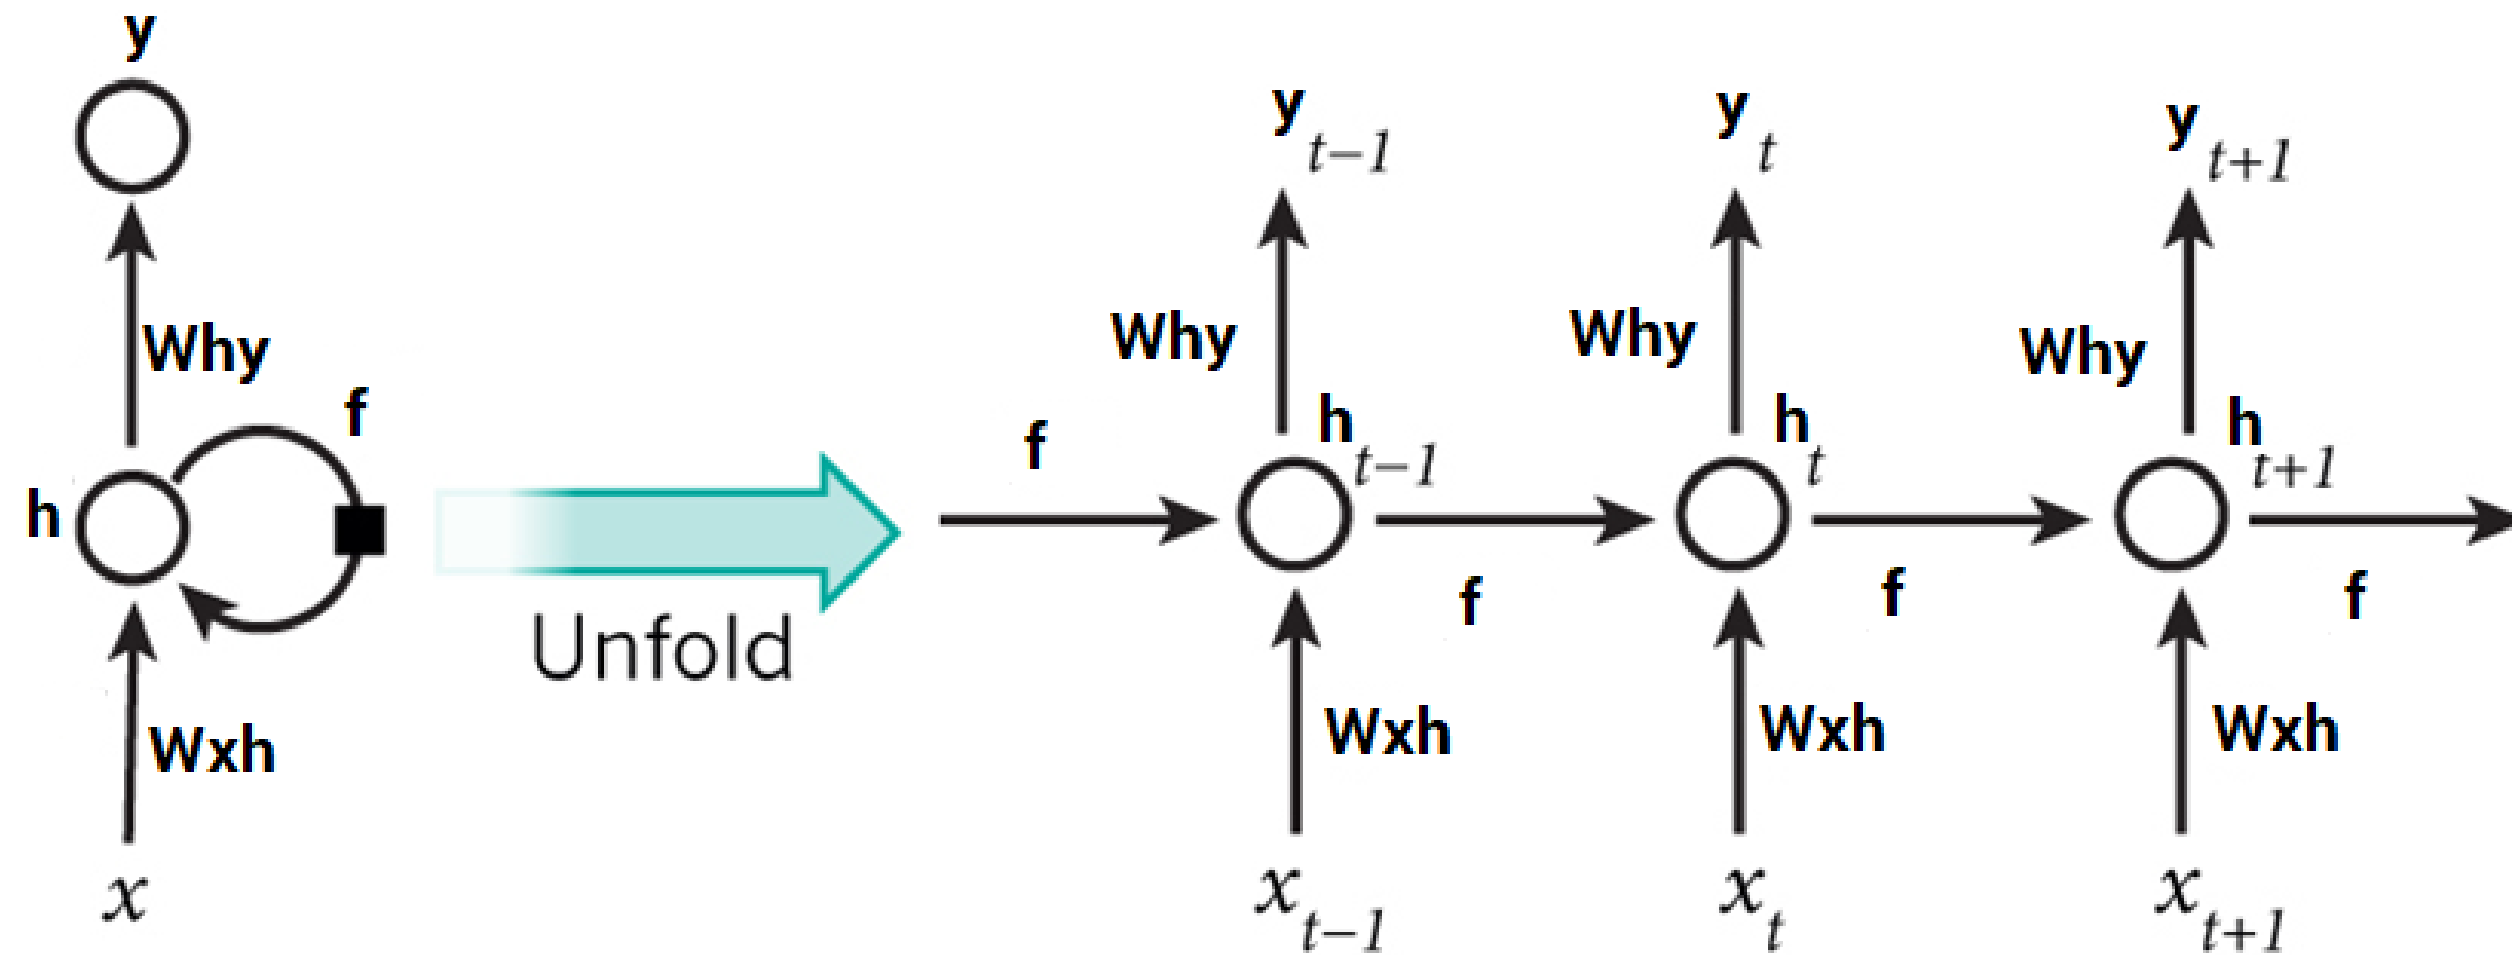 y
Why
f
h
Wxh
x
Unfold
y t-1
y t
y t+1
Why
Why
Why
f
h t-1
h t
h t+1
f
f
f
Wxh
Wxh
Wxh
x t-1
x t
x t+1